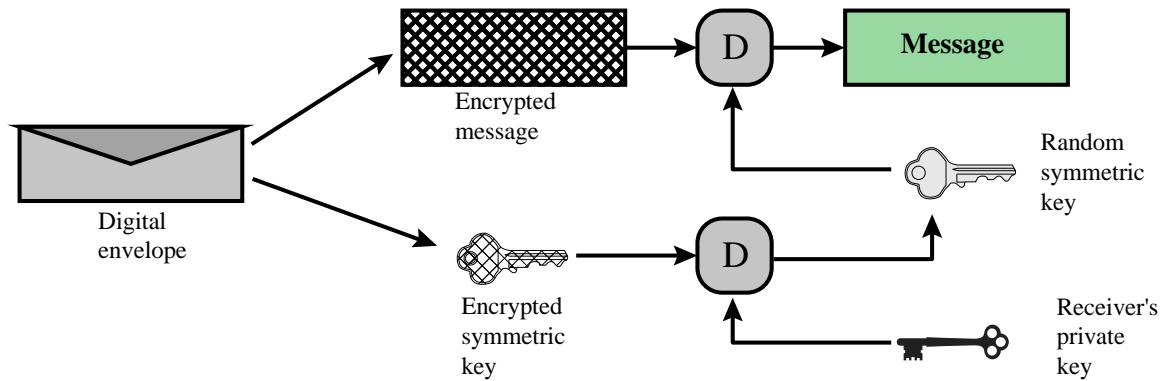 D
Message
Encrypted
message
Random
symmetric
key
Digital
envelope
D
Encrypted
symmetric
key
Receiver's
private
key